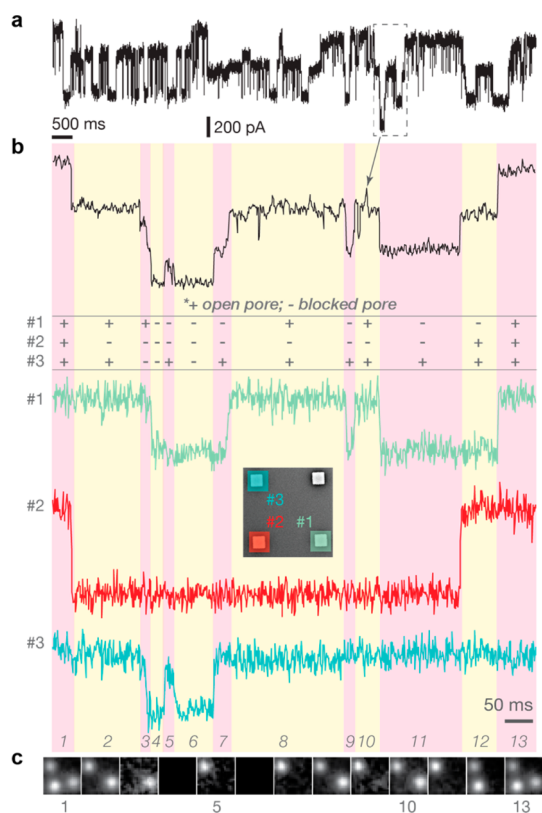 a
500 ms
200 pA
b
*+ open pore; - blocked pore
#1 + + + - - - - + - + - - +
#2 + - - - - - - - - - - + +
#3 + + - - + - + + + + + + +
#1
#3
#2 #1
#2
#3
50 ms
1 2 3 4 5 6 7 8 9 10 11 12 13
c
1 5 10 13